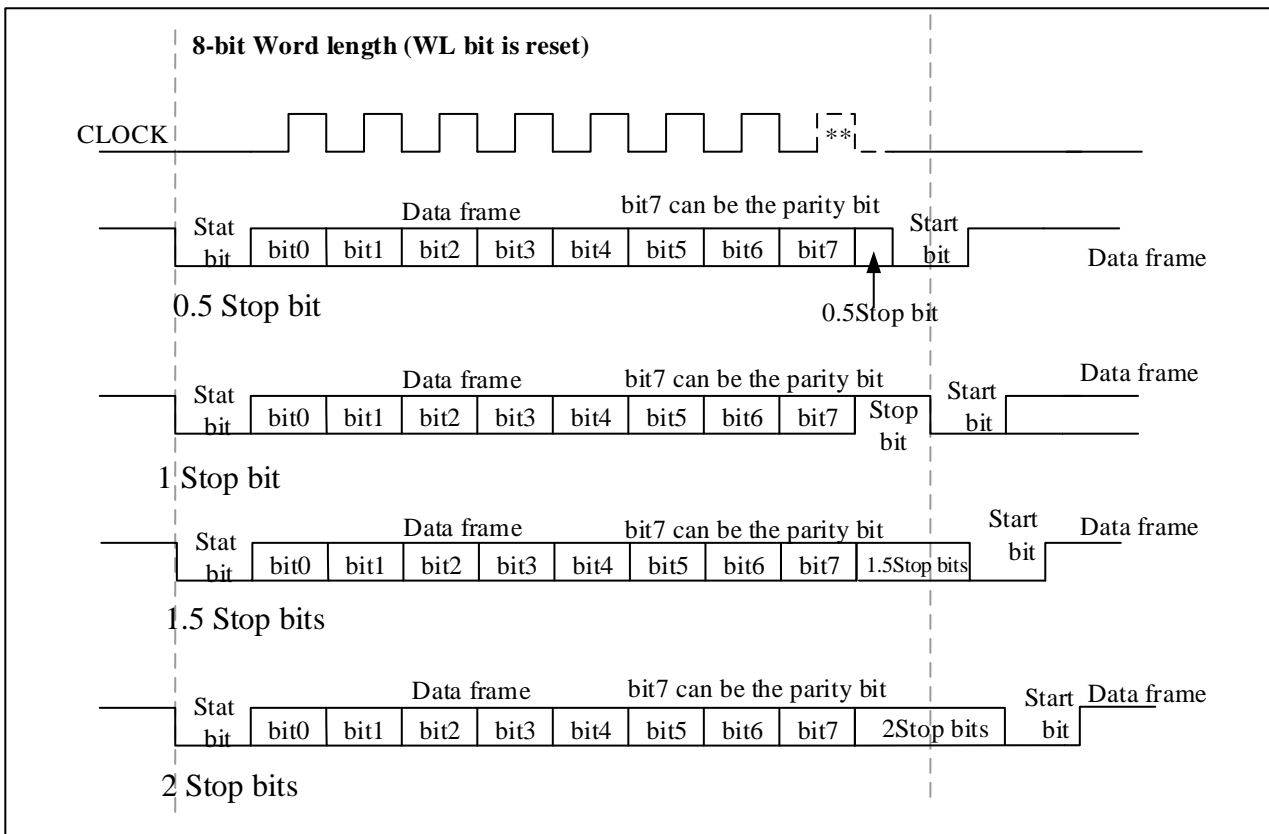 8-bit Word length (WL bit is reset)
CLOCK
**
Data frame
bit7 can be the parity bit
Stat
bit
bit0 bit1 bit2 bit3 bit4 bit5 bit6 bit7
Start
bit
Data frame
0.5 Stop bit
0.5Stop bit
Data frame
bit7 can be the parity bit
Data frame
Stat
bit
bit0 bit1 bit2 bit3 bit4 bit5 bit6 bit7
Stop
bit
Start
bit
1 Stop bit
Data frame
bit7 can be the parity bit
Start
bit
Data frame
Stat
bit
bit0 bit1 bit2 bit3 bit4 bit5 bit6 bit7
1.5Stop bits
1.5 Stop bits
Data frame
bit7 can be the parity bit
Start
bit
Data frame
Stat
bit
bit0 bit1 bit2 bit3 bit4 bit5 bit6 bit7
2Stop bits
2 Stop bits